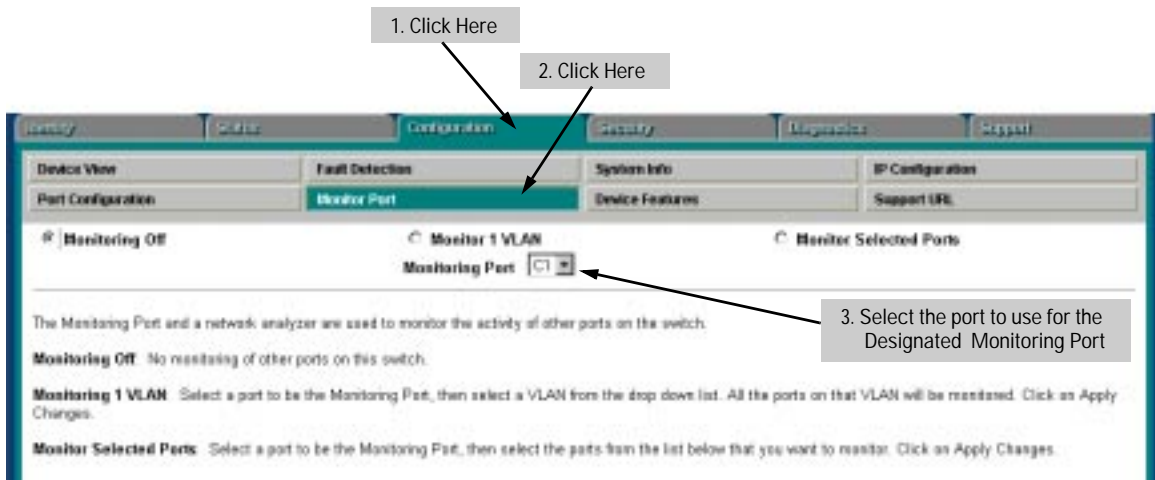 1. Click Here
2. Click Here
Identity Status Configuration Security Diagnostics Support
Device View Fault Detection System Info IP Configuration
Port Configuration Monitor Port Device Features Support URL
Monitoring Off Monitor 1 VLAN Monitor Selected Ports
Monitoring Port C1
3. Select the port to use for the
Designated Monitoring Port
The Monitoring Port and a network analyzer are used to monitor the activity of other ports on the switch.
Monitoring Off No monitoring of other ports on this switch.
Monitoring 1 VLAN Select a port to be the Monitoring Port, then select a VLAN from the drop down list. All the ports on that VLAN will be monitored. Click on Apply
Changes.
Monitor Selected Ports Select a port to be the Monitoring Port, then select the ports from the list below that you want to monitor. Click on Apply Changes.